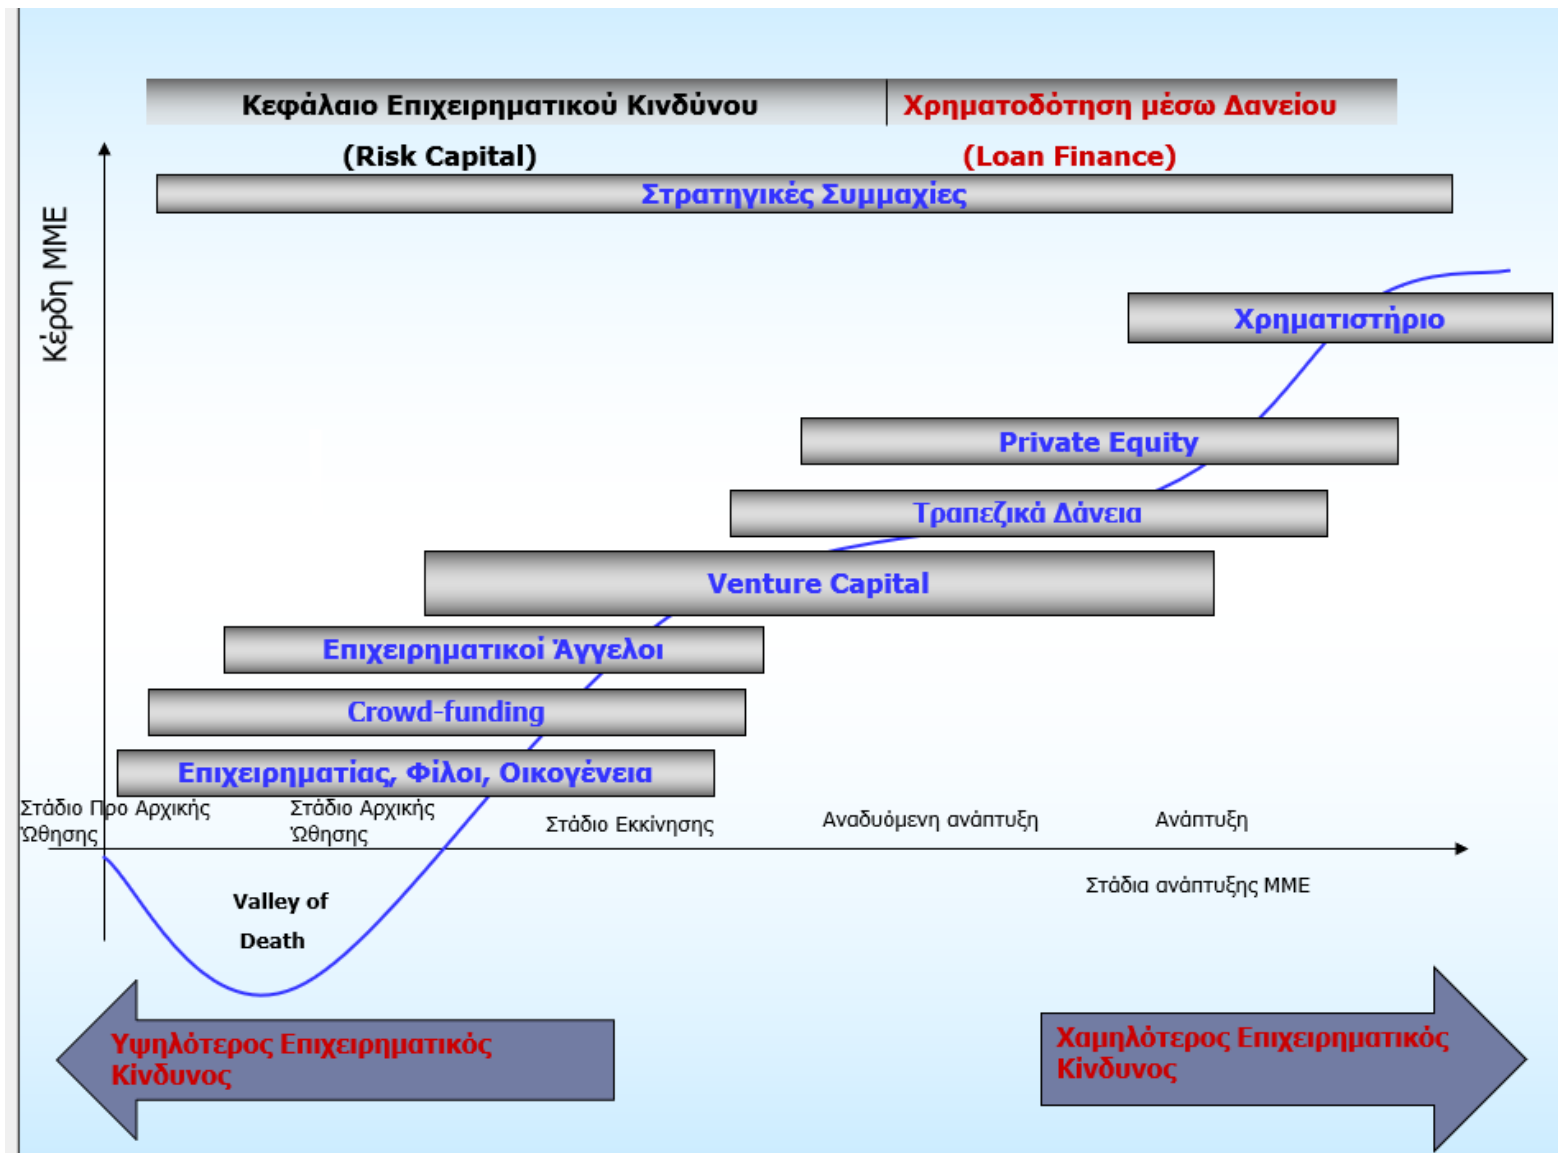 Κεφάλαιο Επιχειρηματικού Κινδύνου
Χρηματοδότηση μέσω Δανείου
(Risk Capital)
(Loan Finance)
Στρατηγικές Συμμαχίες
Κέρδη ΜΜΕ
Χρηματιστήριο
Private Equity
Τραπεζικά Δάνεια
Venture Capital
Επιχειρηματικοί Άγγελοι
Crowd-funding
Επιχειρηματίας, Φίλοι, Οικογένεια
Στάδιο Προ Αρχικής
Ώθησης
Στάδιο Αρχικής
Ώθησης
Στάδιο Εκκίνησης
Αναδυόμενη ανάπτυξη
Ανάπτυξη
Στάδια ανάπτυξης ΜΜΕ
Valley of
Death
Υψηλότερος Επιχειρηματικός
Κίνδυνος
Χαμηλότερος Επιχειρηματικός
Κίνδυνος